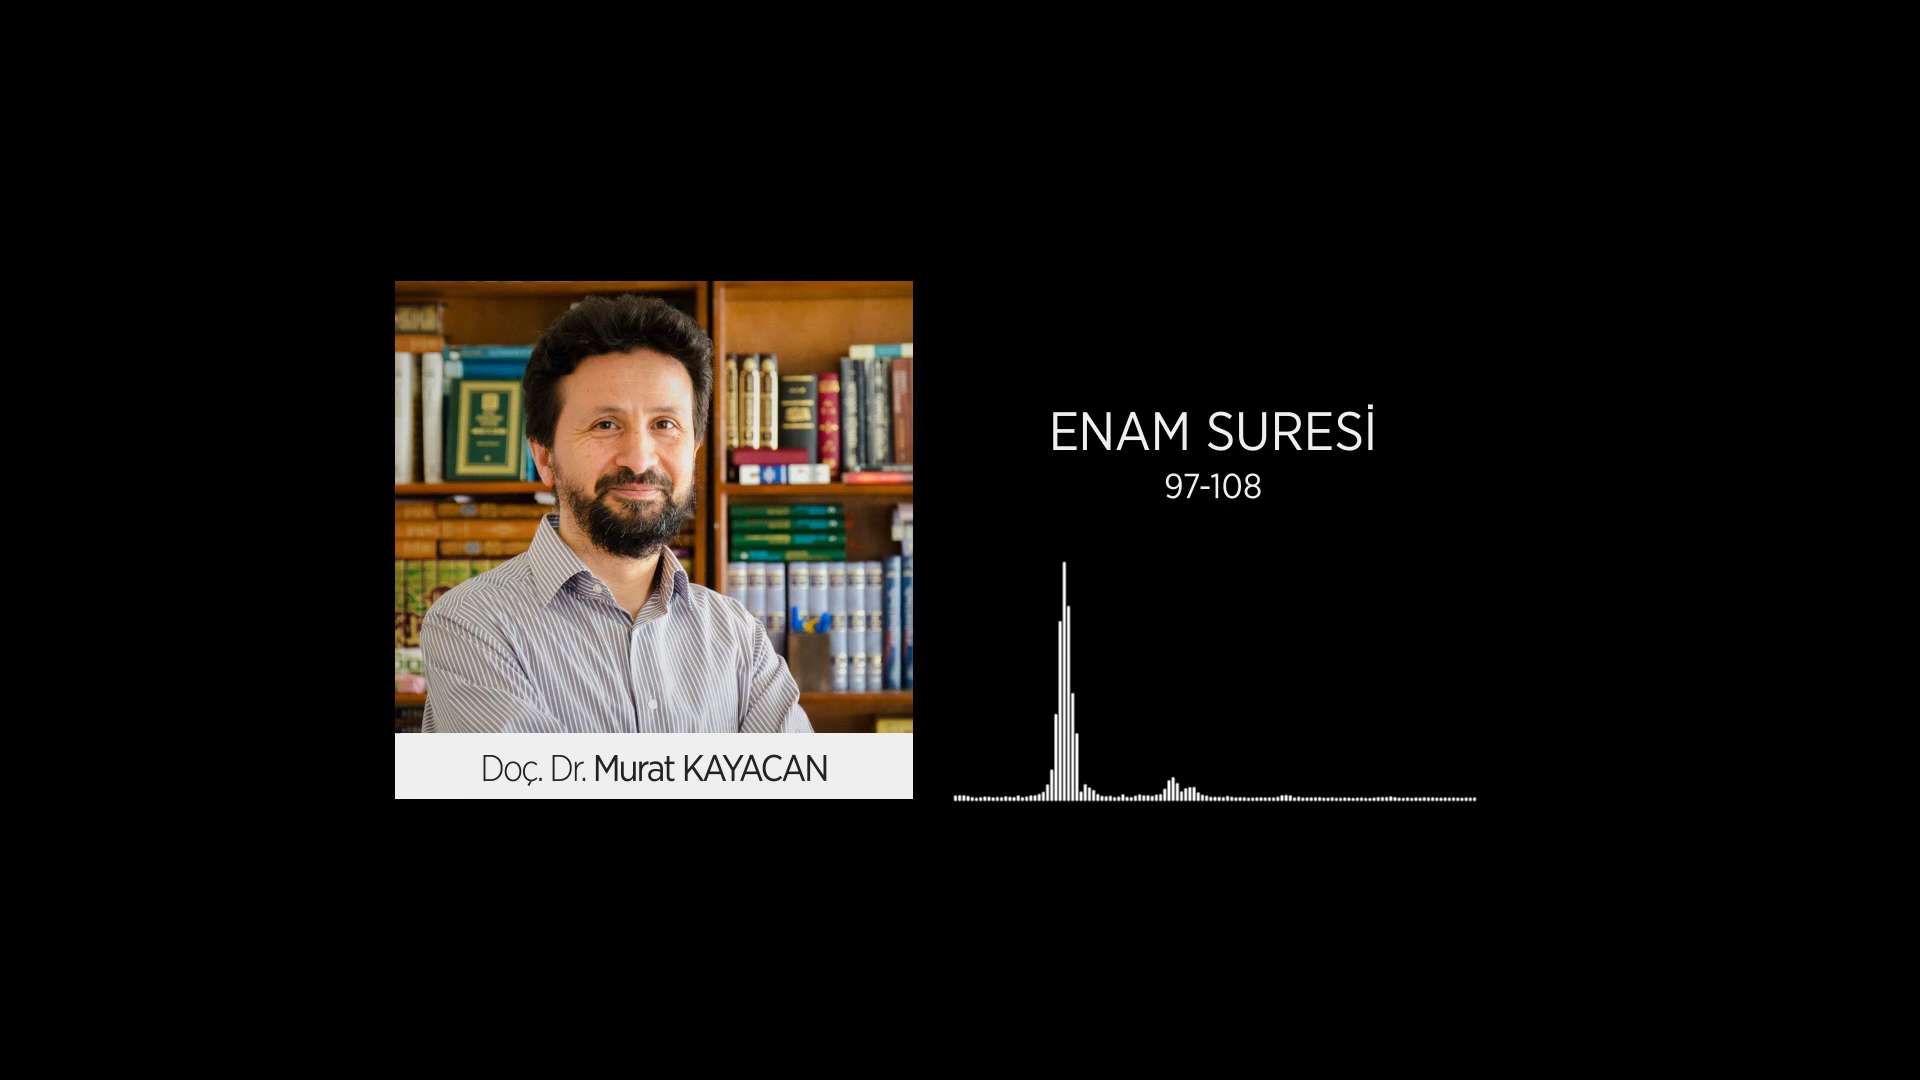 ENAM SURESİ
97-108
Doç. Dr. Murat KAYACAN